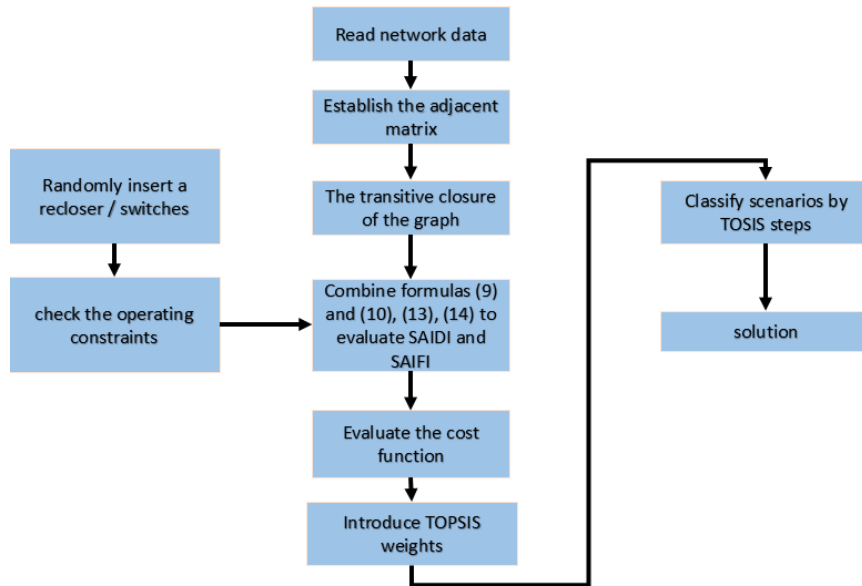 Read network data
Establish the adjacent
matrix
Randomly insert a
recloser / switches
The transitive closure
of the graph
Classify scenarios by
TOSIS steps
check the operating
constraints
Combine formulas (9)
and (10), (13), (14) to
evaluate SAIDI and
SAIFI
solution
Evaluate the cost
function
Introduce TOPSIS
weights